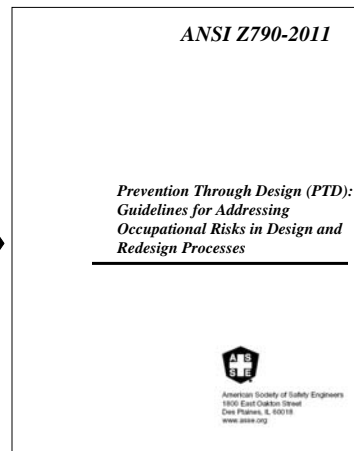 ANSI Z790-2011
Prevention Through Design (PTD):
Guidelines for Addressing
Occupational Risks in Design and
Redesign Processes
A S
S E
American Society of Safety Engineers
1800 East Oakton Street
Des Plaines, IL 60018
www.asse.org